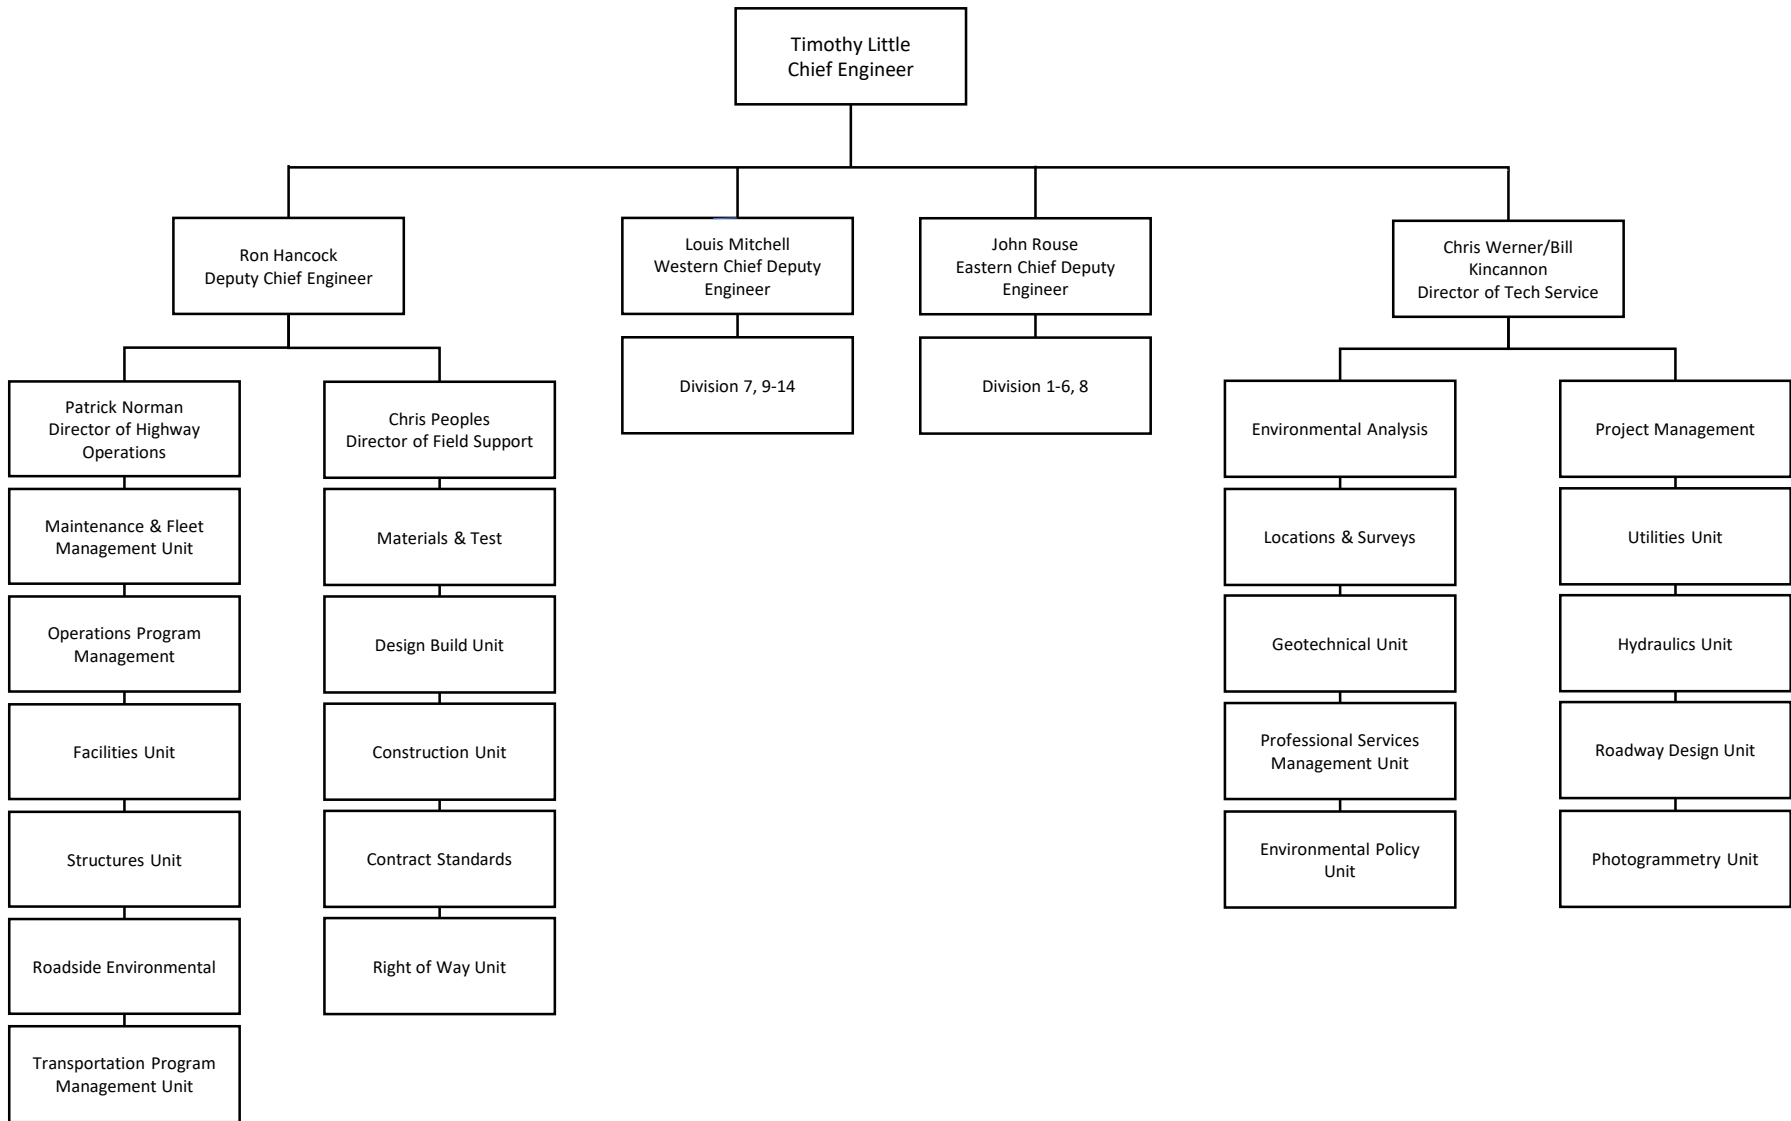 Timothy Little
Chief Engineer
Ron Hancock
Deputy Chief Engineer
Louis Mitchell
Western Chief Deputy
Engineer
John Rouse
Eastern Chief Deputy
Engineer
Chris Werner/Bill
Kincannon
Director of Tech Service
Patrick Norman
Director of Highway
Operations
Maintenance & Fleet
Management Unit
Operations Program
Management
Facilities Unit
Structures Unit
Roadside Environmental
Transportation Program
Management Unit
Chris Peoples
Director of Field Support
Materials & Test
Design Build Unit
Construction Unit
Contract Standards
Right of Way Unit
Division 7, 9-14
Division 1-6, 8
Environmental Analysis
Locations & Surveys
Geotechnical Unit
Professional Services
Management Unit
Environmental Policy
Unit
Project Management
Utilities Unit
Hydraulics Unit
Roadway Design Unit
Photogrammetry Unit